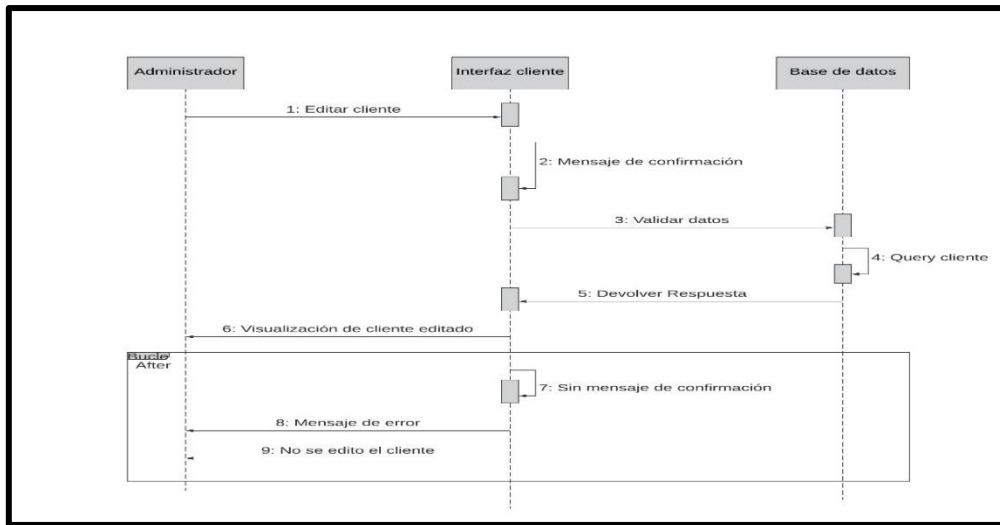 Administrador
Interfaz cliente
Base de datos
1: Editar cliente
2: Mensaje de confirmación
3: Validar datos
4: Query cliente
5: Devolver Respuesta
6: Visualización de cliente editado
Bucle
After
7: Sin mensaje de confirmación
8: Mensaje de error
9: No se edito el cliente